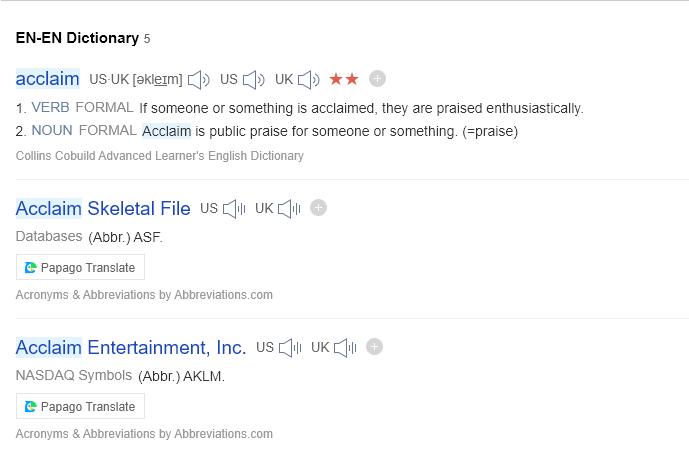 EN-EN Dictionary 5
acclaim US·UK [əkleɪm] US UK ★★
1. VERB FORMAL If someone or something is acclaimed, they are praised enthusiastically.
2. NOUN FORMAL Acclaim is public praise for someone or something. (=praise)
Collins Cobuild Advanced Learner's English Dictionary
Acclaim Skeletal File US UK
Databases (Abbr.) ASF.
Papago Translate
Acronyms & Abbreviations by Abbreviations.com
Acclaim Entertainment, Inc. US UK
NASDAQ Symbols (Abbr.) AKLM.
Papago Translate
Acronyms & Abbreviations by Abbreviations.com